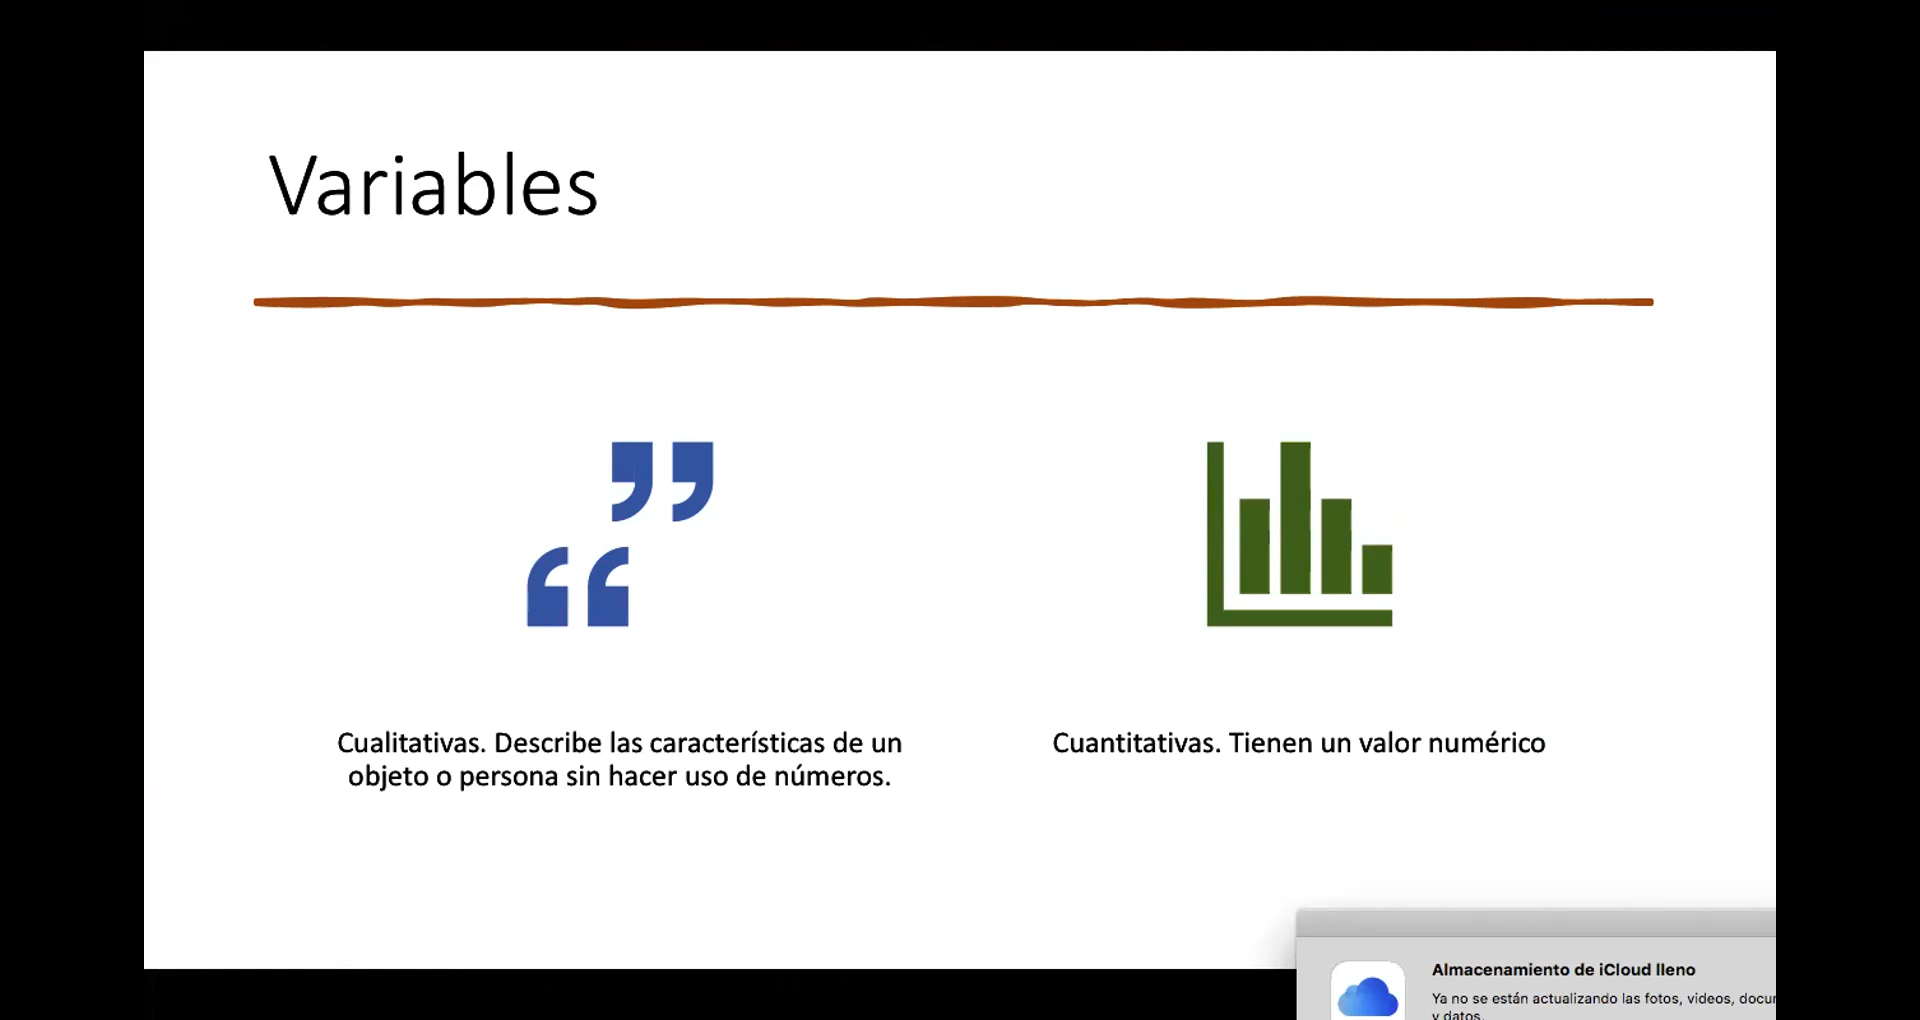 Variables
Cualitativas. Describe las características de un
objeto o persona sin hacer uso de números.
Cuantitativas. Tienen un valor numérico
Almacenamiento de iCloud lleno
Ya no se están actualizando las fotos, videos,
y datos.